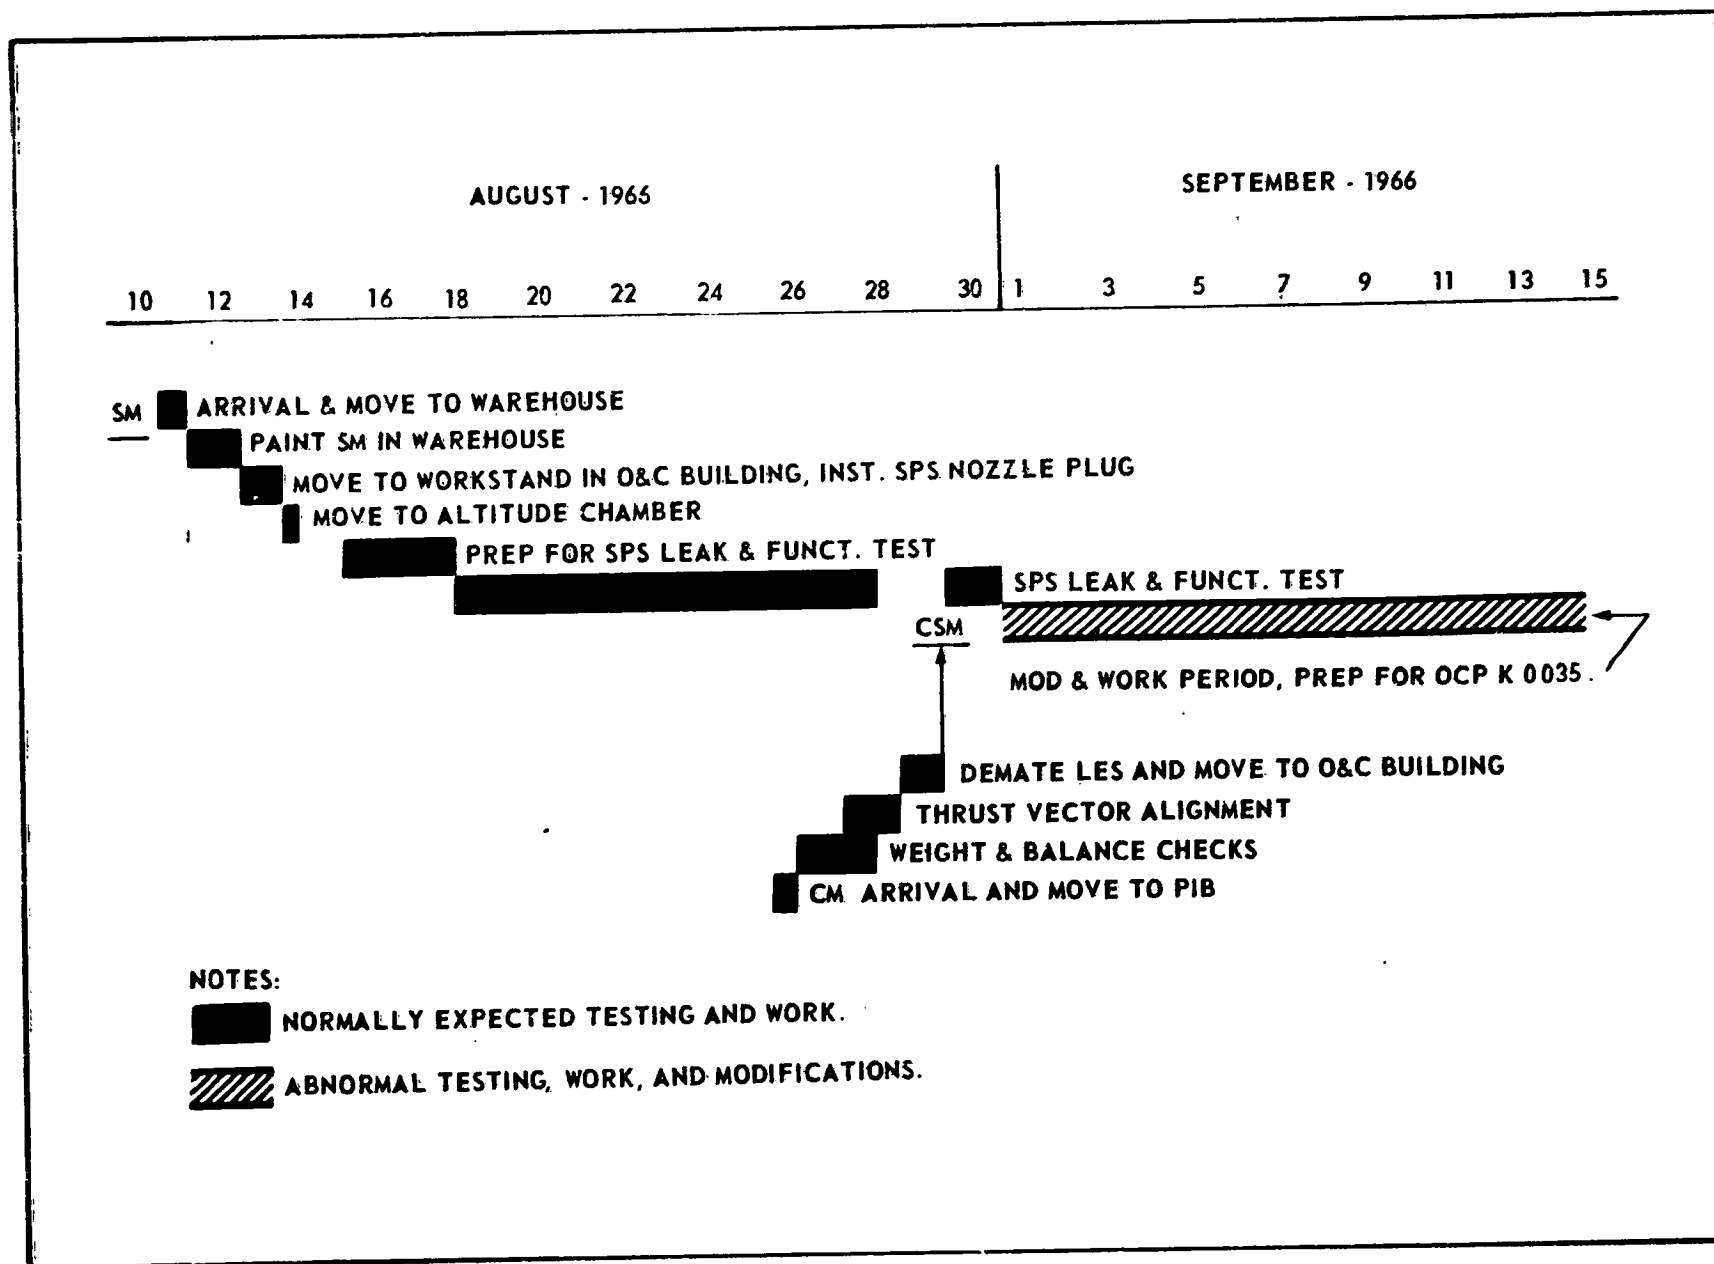 AUGUST - 1966
SEPTEMBER - 1966
10 12 14 16 18 20 22 24 26 28 30 1 3 5 7 9 11 13 15
SM
ARRIVAL & MOVE TO WAREHOUSE
PAINT SM IN WAREHOUSE
MOVE TO WORKSTAND IN O&C BUILDING, INST. SPS NOZZLE PLUG
MOVE TO ALTITUDE CHAMBER
PREP FOR SPS LEAK & FUNCT. TEST
SPS LEAK & FUNCT. TEST
CSM
MOD & WORK PERIOD, PREP FOR OCP K 0035.
DEMATE LES AND MOVE TO O&C BUILDING
THRUST VECTOR ALIGNMENT
WEIGHT & BALANCE CHECKS
CM ARRIVAL AND MOVE TO PIB
NOTES:
NORMALLY EXPECTED TESTING AND WORK.
ABNORMAL TESTING, WORK, AND MODIFICATIONS.